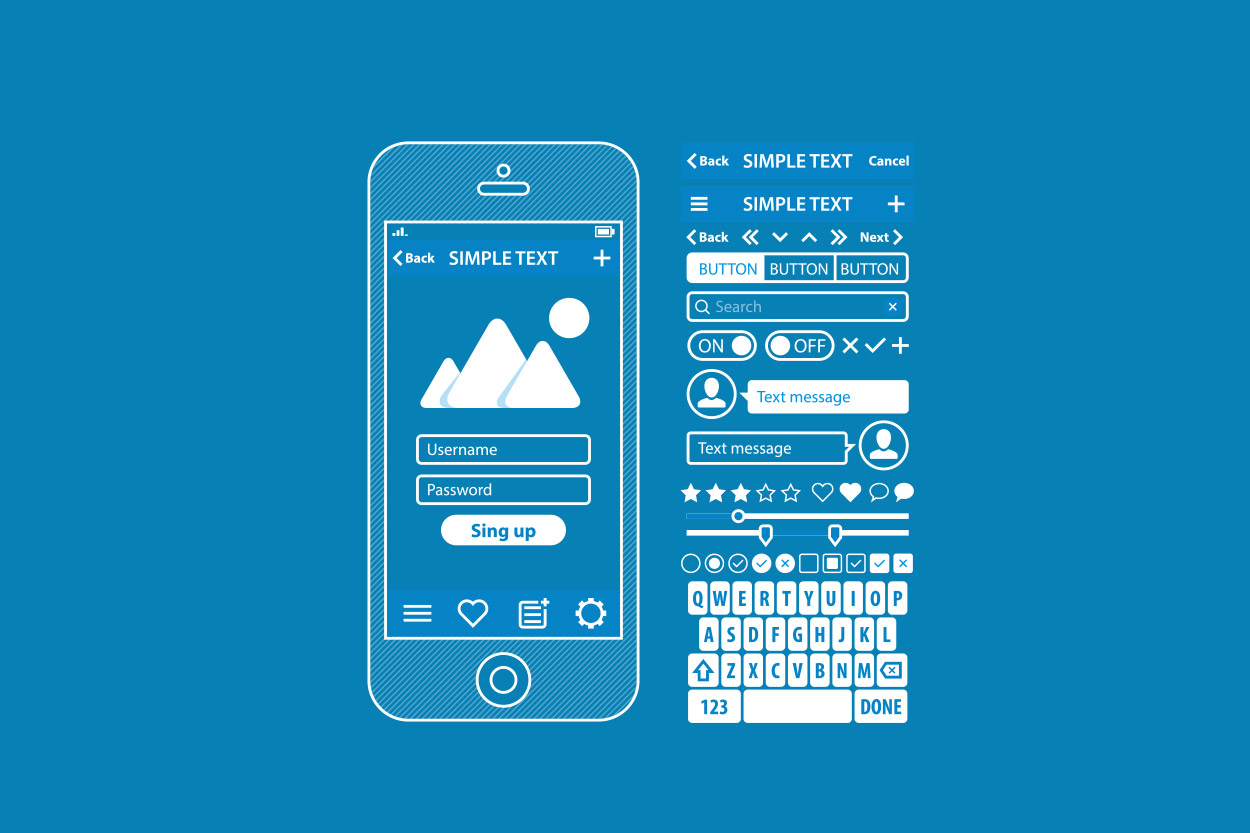 Back SIMPLE TEXT
Username
Password
Sing up
Back SIMPLE TEXT Cancel
SIMPLE TEXT
Back Next
BUTTON BUTTON BUTTON
Search
ON OFF
Text message
Text message
Q W E R T Y U I O P
A S D F G H J K L
Z X C V B N M
123 DONE